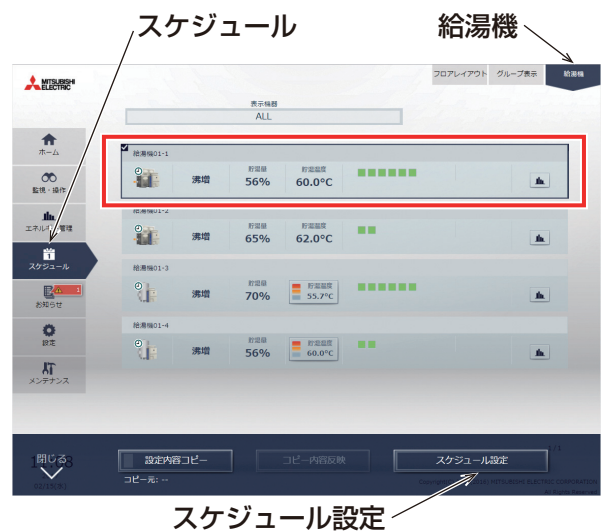 スケジュール
給湯機
MITSUBISHI
ELECTRIC
フロアレイアウト
グループ表示
給湯機
表示機器
ALL
ホーム
監視・操作
エネルギー管理
スケジュール
お知らせ
1
設定
メンテナンス
給湯機01-1
沸増
貯湯量
56%
貯湯温度
60.0°C
給湯機01-2
沸増
貯湯量
65%
貯湯温度
62.0°C
給湯機01-3
沸増
貯湯量
70%
貯湯温度
55.7°C
給湯機01-4
沸増
貯湯量
56%
貯湯温度
60.0°C
閉じる
設定内容コピー
コピー内容反映
スケジュール設定
コピー元: --
1/1
MITSUBISHI ELECTRIC CORPORATION
All Rights Reserved
スケジュール設定